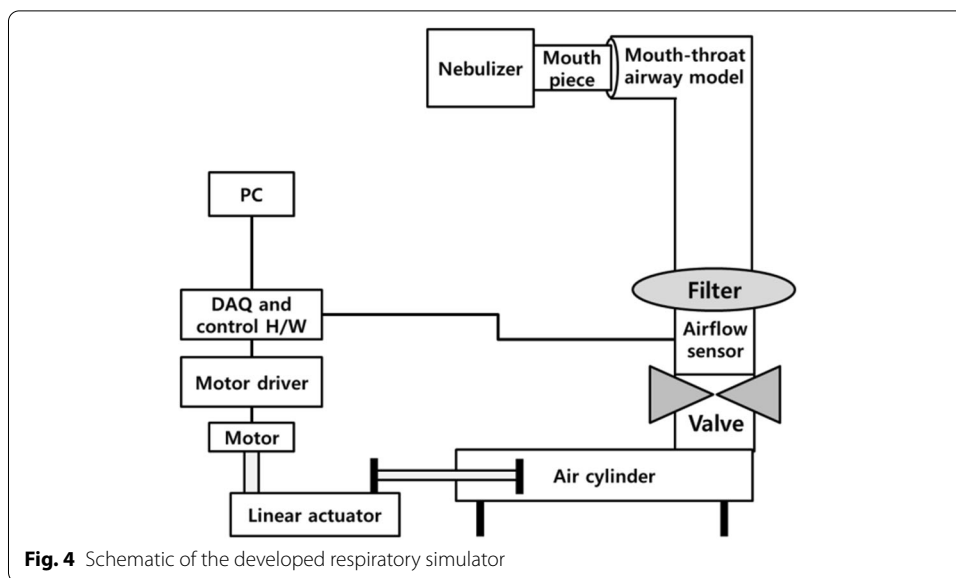 Nebulizer
Mouth
piece
Mouth-throat
airway model
PC
DAQ and
control H/W
Motor driver
Motor
Linear actuator
Filter
Airflow
sensor
Valve
Air cylinder
Fig. 4 Schematic of the developed respiratory simulator